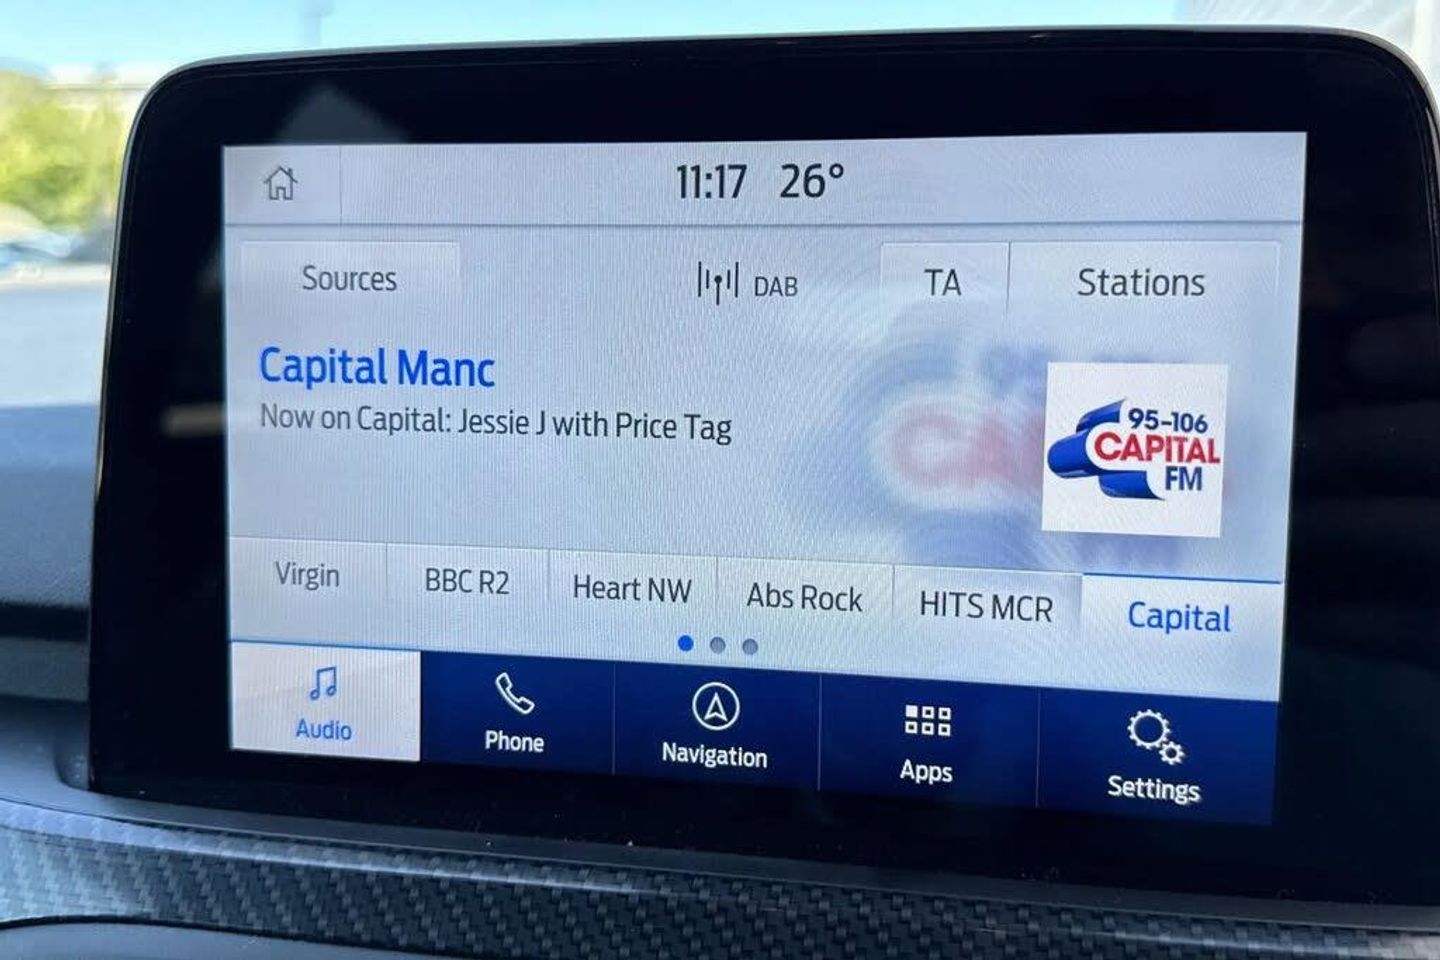 11:17 26°
Sources
DAB
TA
Stations
Capital Manc
Now on Capital: Jessie J with Price Tag
95-106
CAPITAL
FM
Virgin
BBC R2
Heart NW
Abs Rock
HITS MCR
Capital
Audio
Phone
Navigation
Apps
Settings